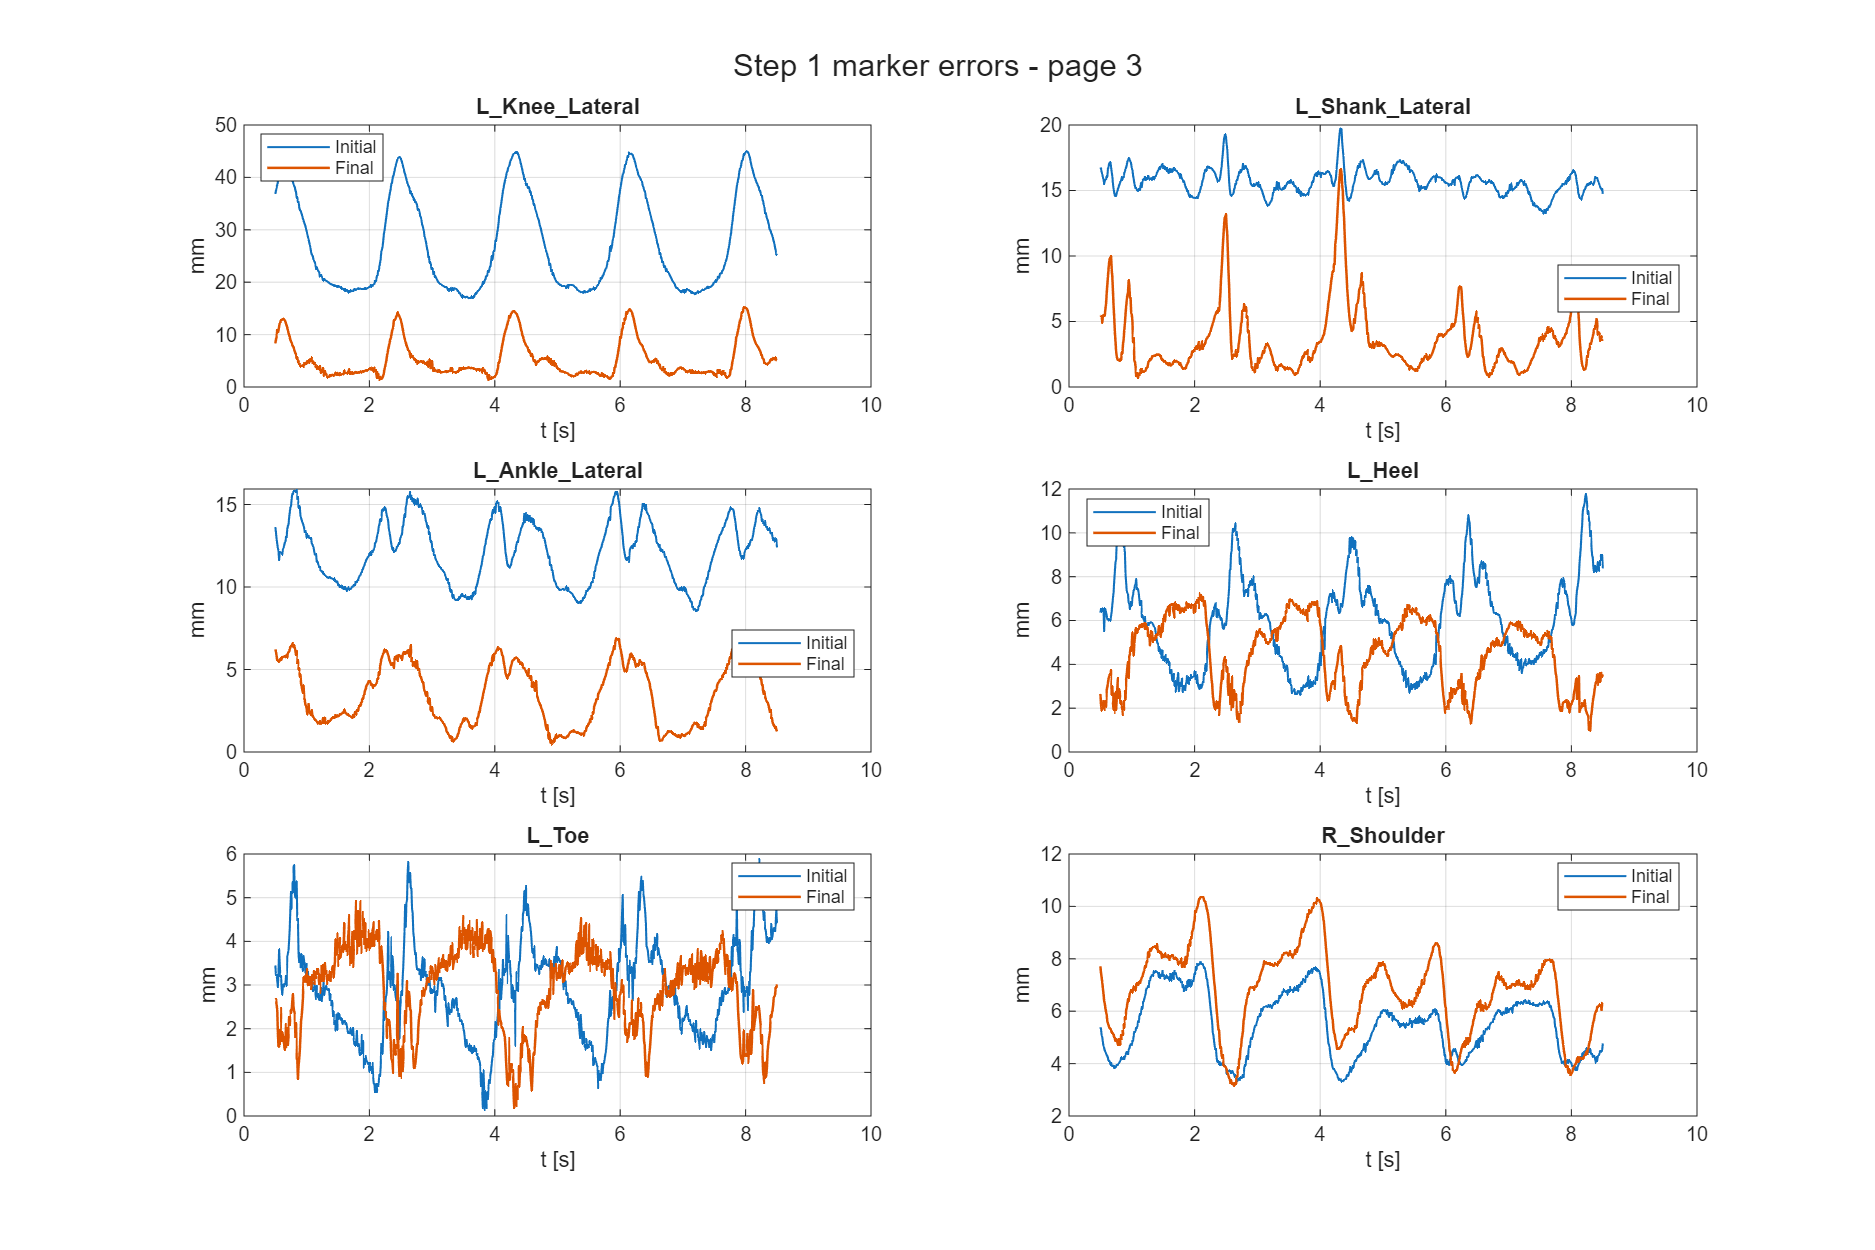 Step 1 marker errors - page 3
L_Knee_Lateral
50
40
30
20
10
0
mm
Initial
Final
0 2 4 6 8 10
t [s]
L_Shank_Lateral
20
15
10
5
0
mm
Initial
Final
0 2 4 6 8 10
t [s]
L_Ankle_Lateral
15
10
5
0
mm
Initial
Final
0 2 4 6 8 10
t [s]
L_Heel
12
10
8
6
4
2
0
mm
Initial
Final
0 2 4 6 8 10
t [s]
L_Toe
6
5
4
3
2
1
0
mm
Initial
Final
0 2 4 6 8 10
t [s]
R_Shoulder
12
10
8
6
4
2
mm
Initial
Final
0 2 4 6 8 10
t [s]